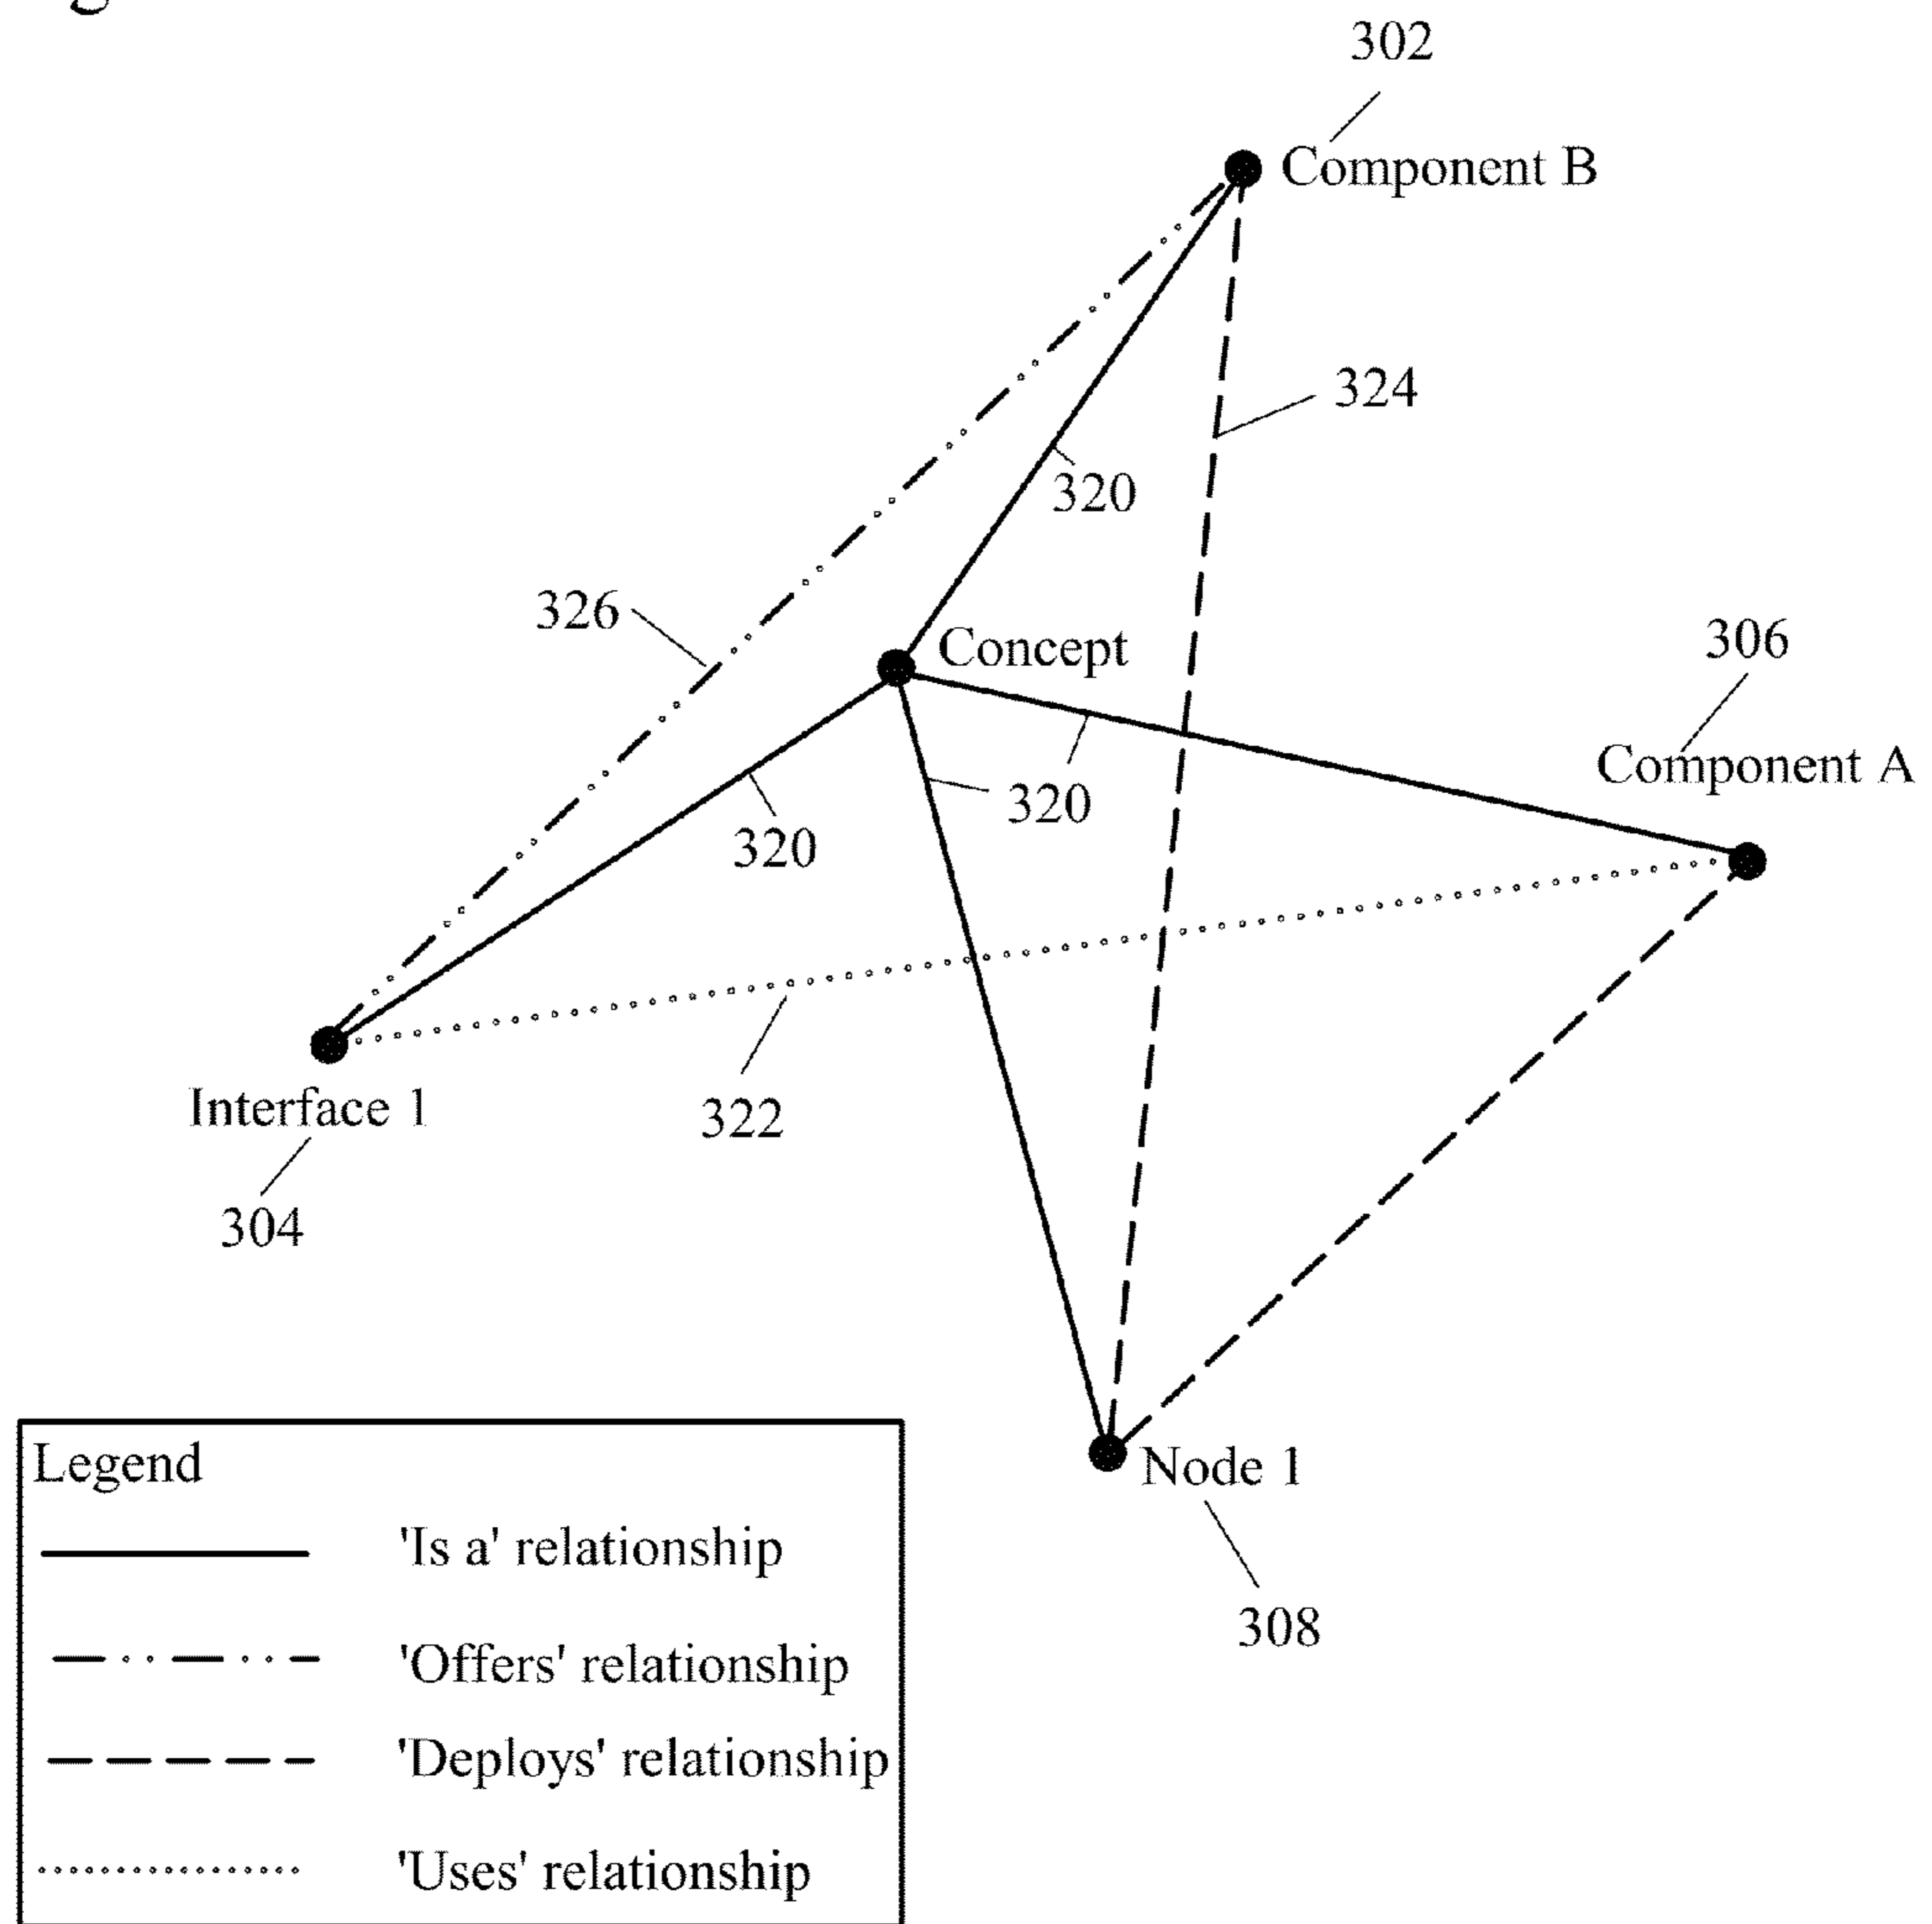 302
Component B
324
320
326
Concept
306
Component A
320
320
Interface 1
322
304
Node 1
308
Legend
'Is a' relationship
'Offers' relationship
'Deploys' relationship
'Uses' relationship